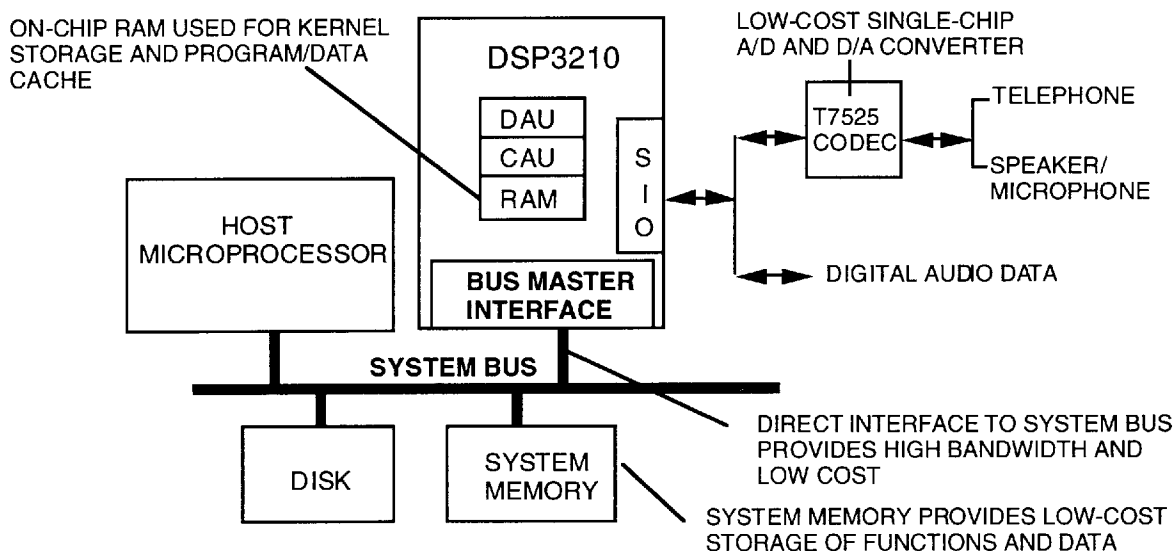 ON-CHIP RAM USED FOR KERNEL
STORAGE AND PROGRAM/DATA
CACHE
DSP3210
DAU
CAU
RAM
S
I
O
BUS MASTER
INTERFACE
LOW-COST SINGLE-CHIP
A/D AND D/A CONVERTER
T7525
CODEC
TELEPHONE
SPEAKER/
MICROPHONE
DIGITAL AUDIO DATA
HOST
MICROPROCESSOR
SYSTEM BUS
DISK
SYSTEM
MEMORY
DIRECT INTERFACE TO SYSTEM BUS
PROVIDES HIGH BANDWIDTH AND
LOW COST
SYSTEM MEMORY PROVIDES LOW-COST
STORAGE OF FUNCTIONS AND DATA